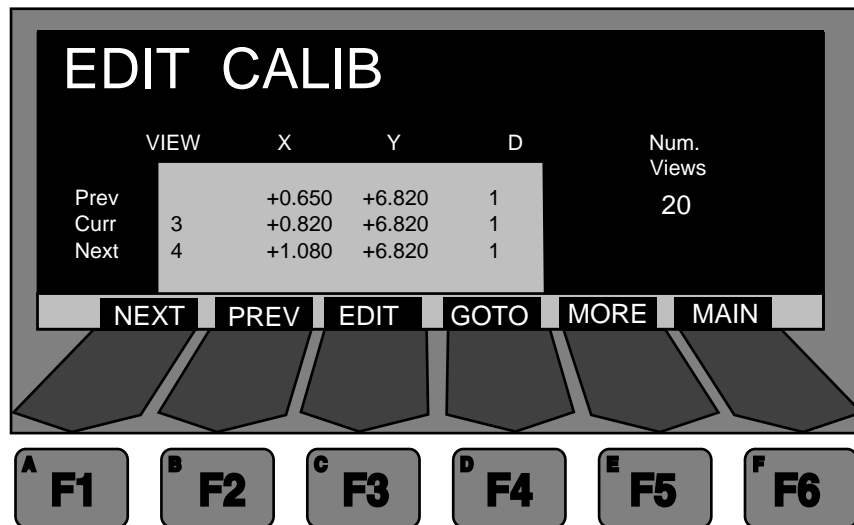 EDIT CALIB
VIEW X Y D Num.
Views
Prev +0.650 +6.820 1
20
Curr 3 +0.820 +6.820 1
Next 4 +1.080 +6.820 1
NEXT PREV EDIT GOTO MORE MAIN
A F1 B F2 C F3 D F4 E F5 F F6